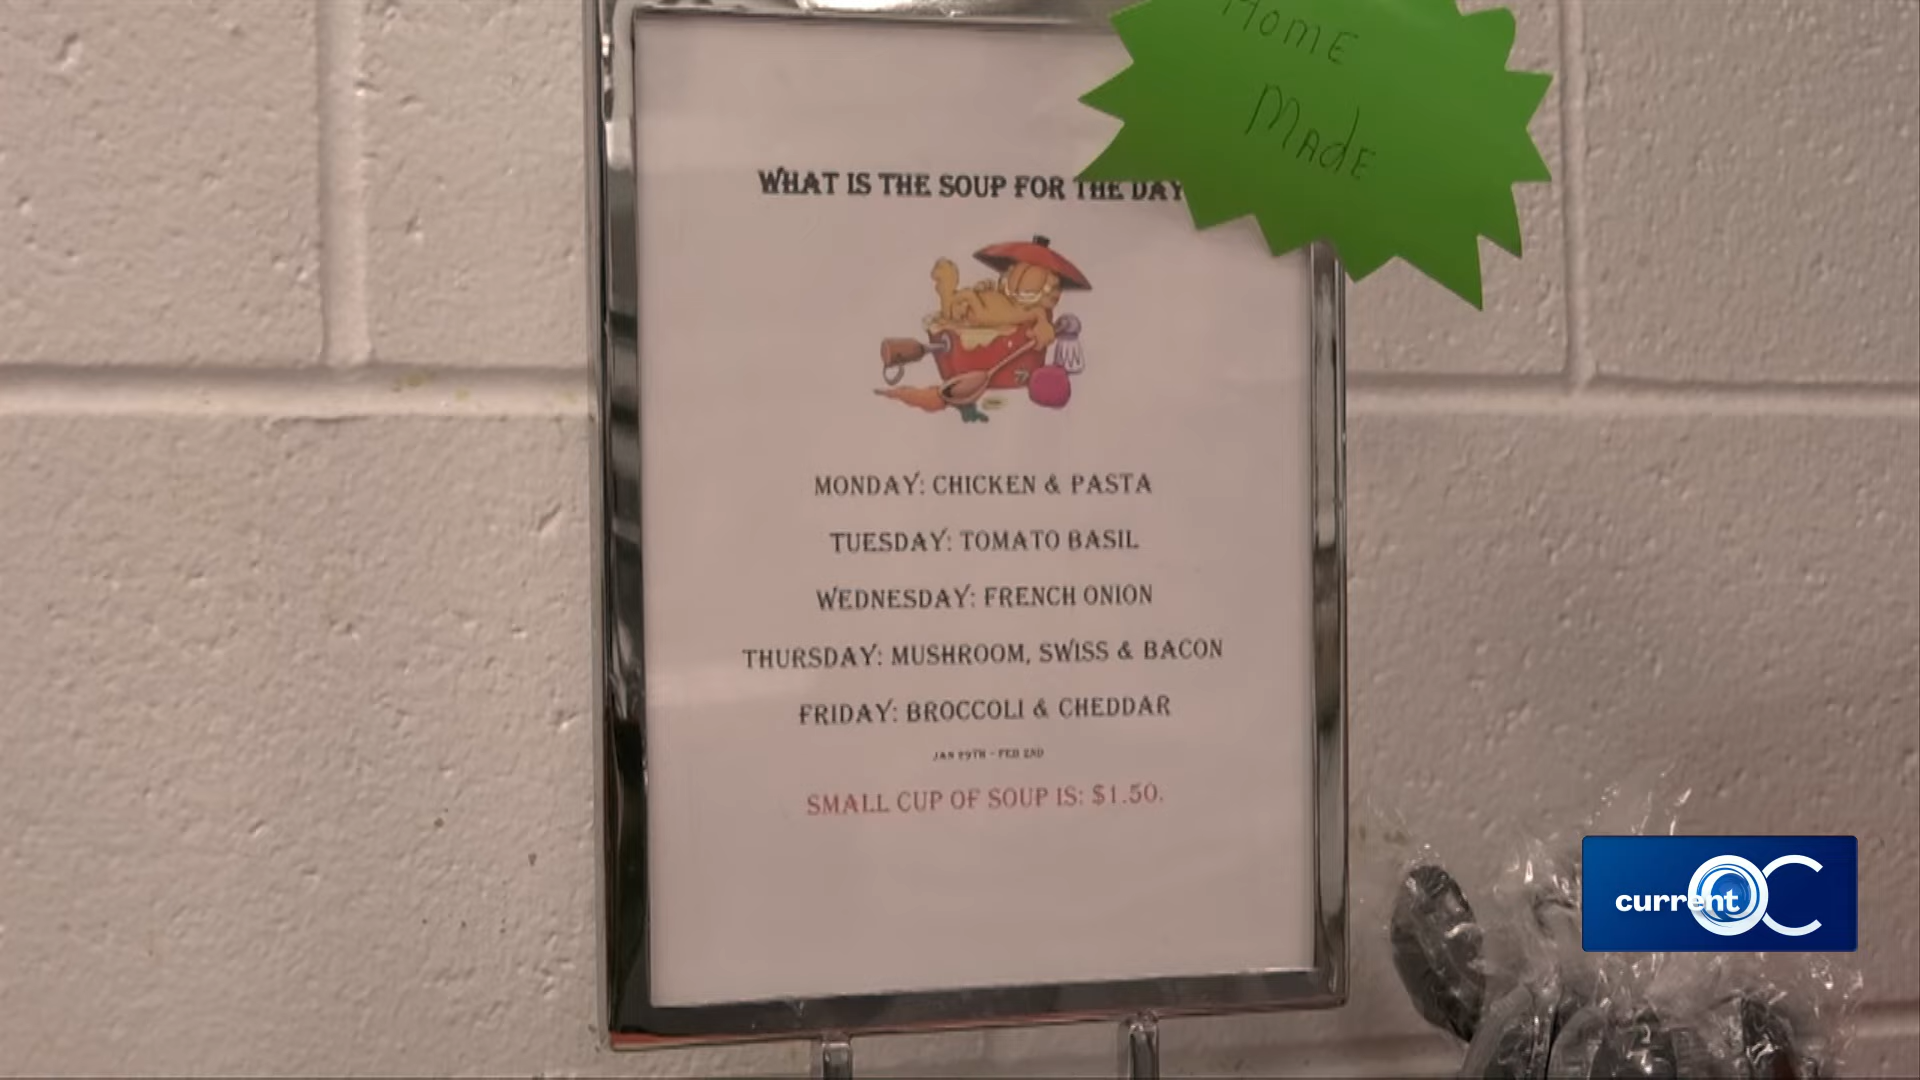 Home
Made
WHAT IS THE SOUP FOR THE DAY
MONDAY: CHICKEN & PASTA
TUESDAY: TOMATO BASIL
WEDNESDAY: FRENCH ONION
THURSDAY: MUSHROOM, SWISS & BACON
FRIDAY: BROCCOLI & CHEDDAR
JAN 29TH - FEB 2ND
SMALL CUP OF SOUP IS: $1.50.
current OC